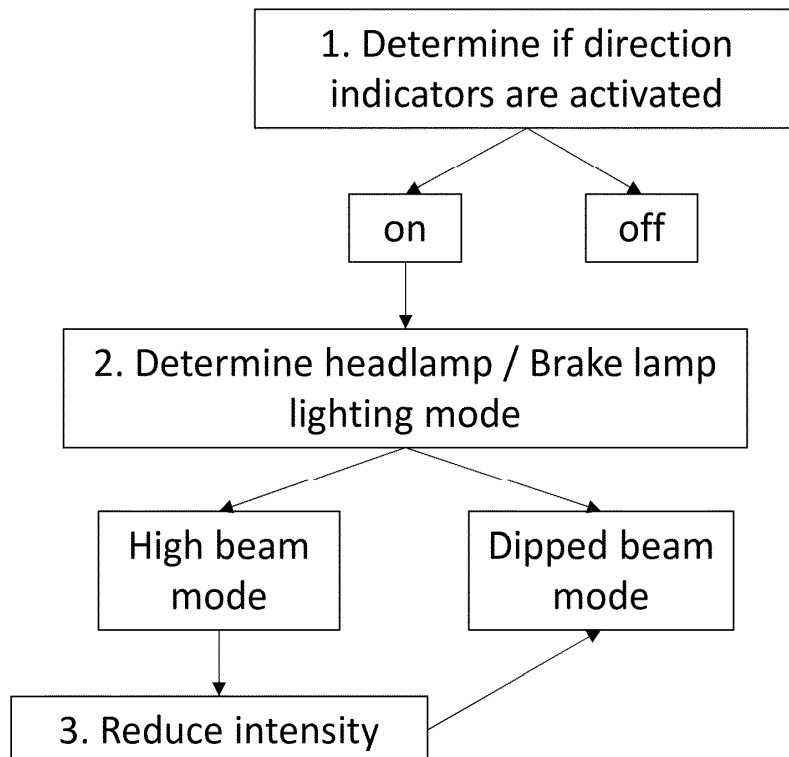 1. Determine if direction
indicators are activated
on
off
2. Determine headlamp / Brake lamp
lighting mode
High beam
mode
Dipped beam
mode
3. Reduce intensity